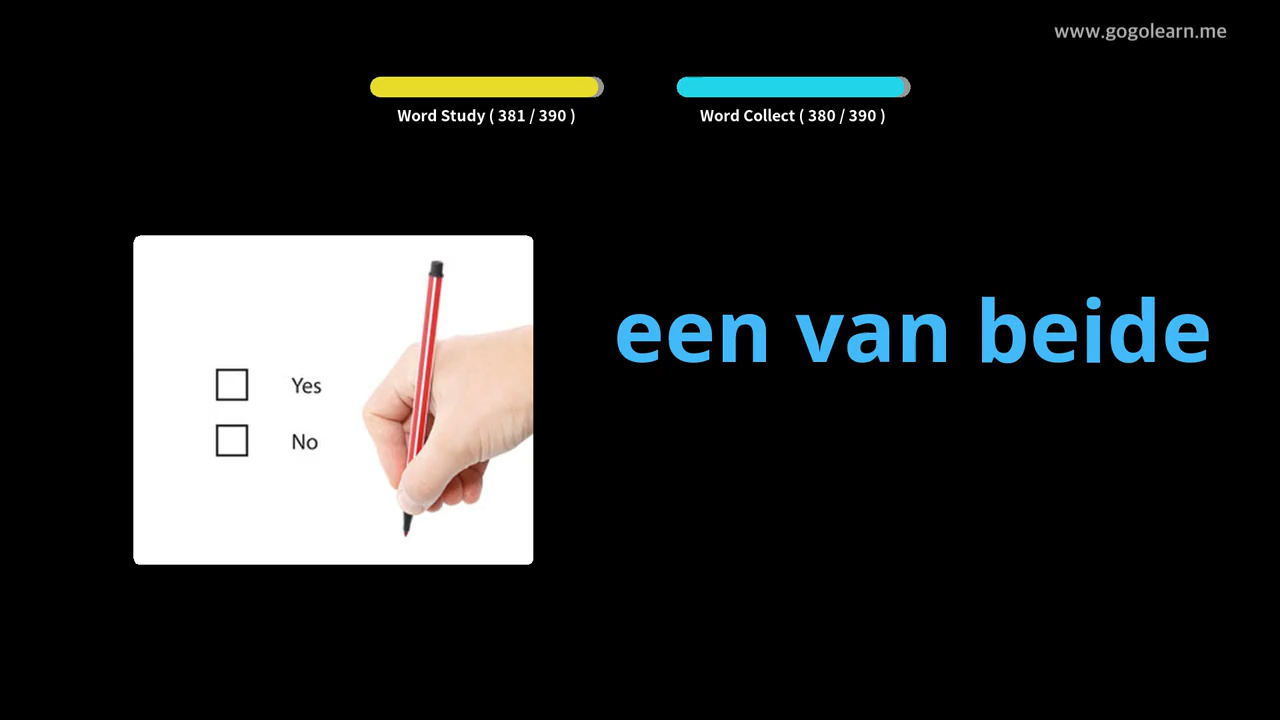 www.gogolearn.me
Word Study ( 381 / 390 )
Word Collect ( 380 / 390 )
een van beide
Yes
No